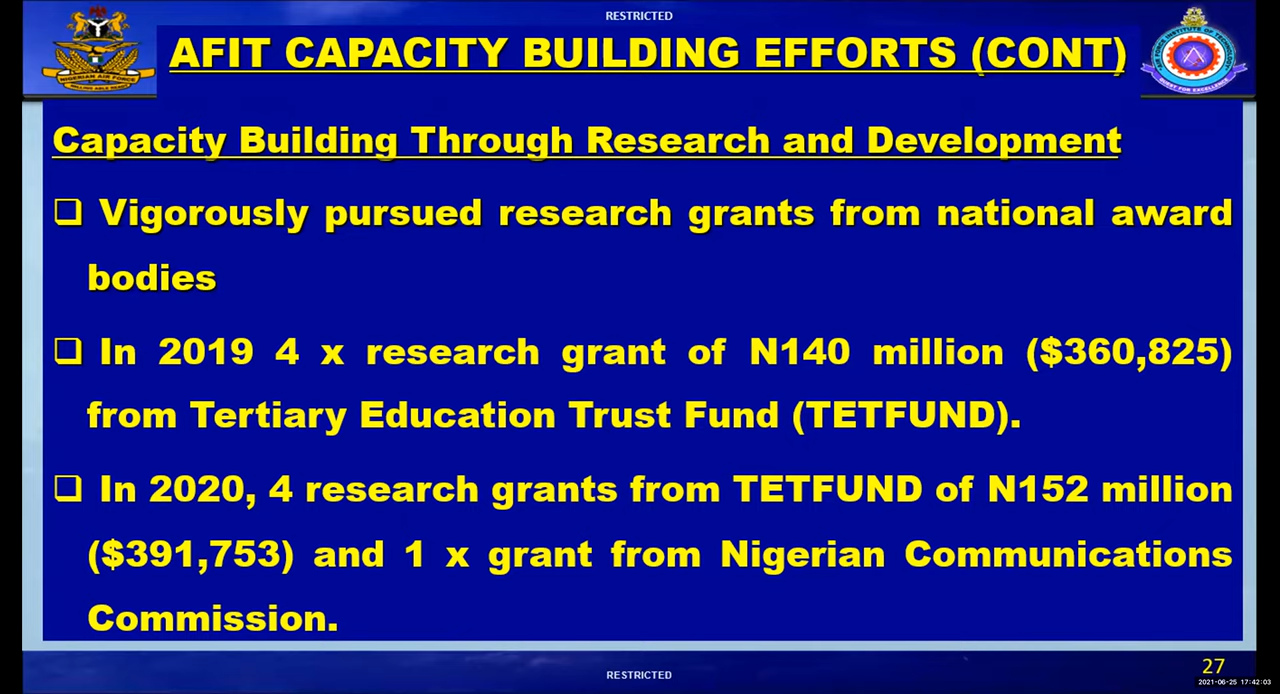 RESTRICTED
AFIT CAPACITY BUILDING EFFORTS (CONT)
NIGERIAN AIR FORCE
Capacity Building Through Research and Development
❑ Vigorously pursued research grants from national award
bodies
❑ In 2019 4 x research grant of N140 million ($360,825)
from Tertiary Education Trust Fund (TETFUND).
❑ In 2020, 4 research grants from TETFUND of N152 million
($391,753) and 1 x grant from Nigerian Communications
Commission.
RESTRICTED
27
2021-06-25 17:42:03